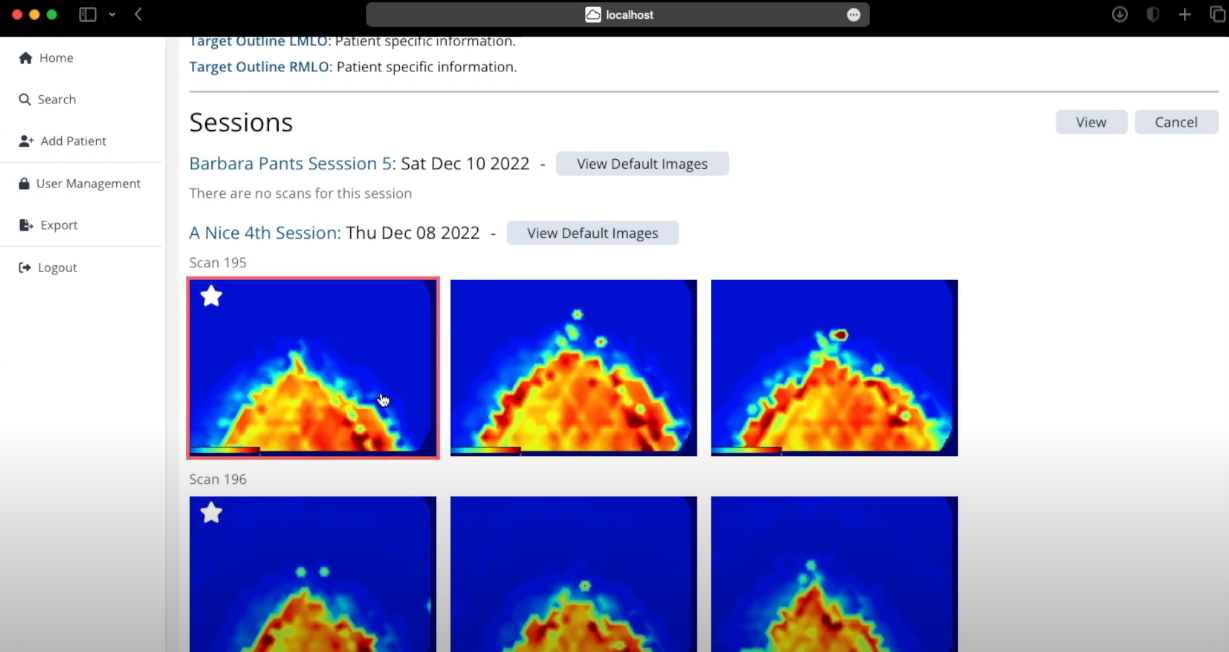 localhost
Target Outline LMLO: Patient specific information.
Target Outline RMLO: Patient specific information.
Home
Search
Add Patient
User Management
Export
Logout
Sessions
View
Cancel
Barbara Pants Sesssion 5: Sat Dec 10 2022 - View Default Images
There are no scans for this session
A Nice 4th Session: Thu Dec 08 2022 - View Default Images
Scan 195
Scan 196